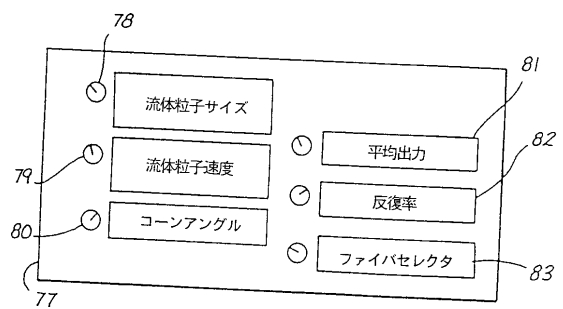 78
81
流体粒子サイズ
平均出力
82
79
流体粒子速度
反復率
80
コーンアングル
ファイバセレクタ
83
77